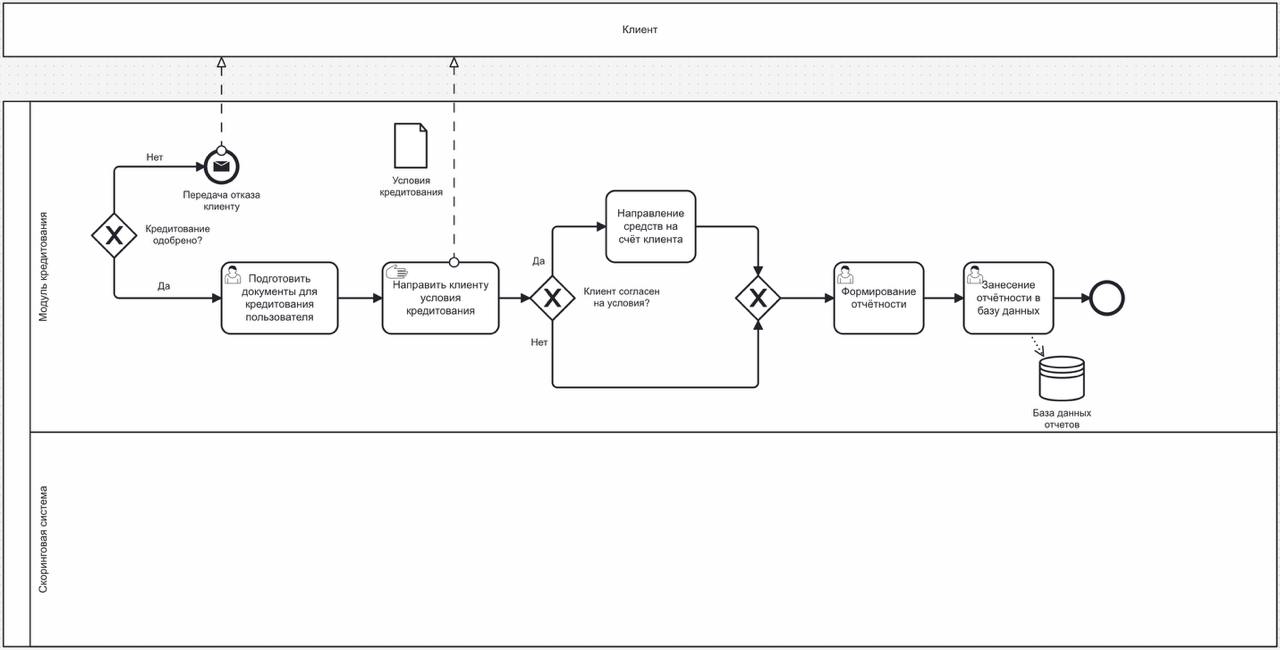 Клиент
Нет
Передача отказа
клиенту
Условия
кредитования
Кредитование
одобрено?
Да
Подготовить
документы для
кредитования
пользователя
Направить клиенту
условия
кредитования
Да
Направление
средств на
счёт клиента
Клиент согласен
на условия?
Нет
Формирование
отчётности
Занесение
отчётности в
базу данных
База данных
отчетов
Модуль кредитования
Скоринговая система